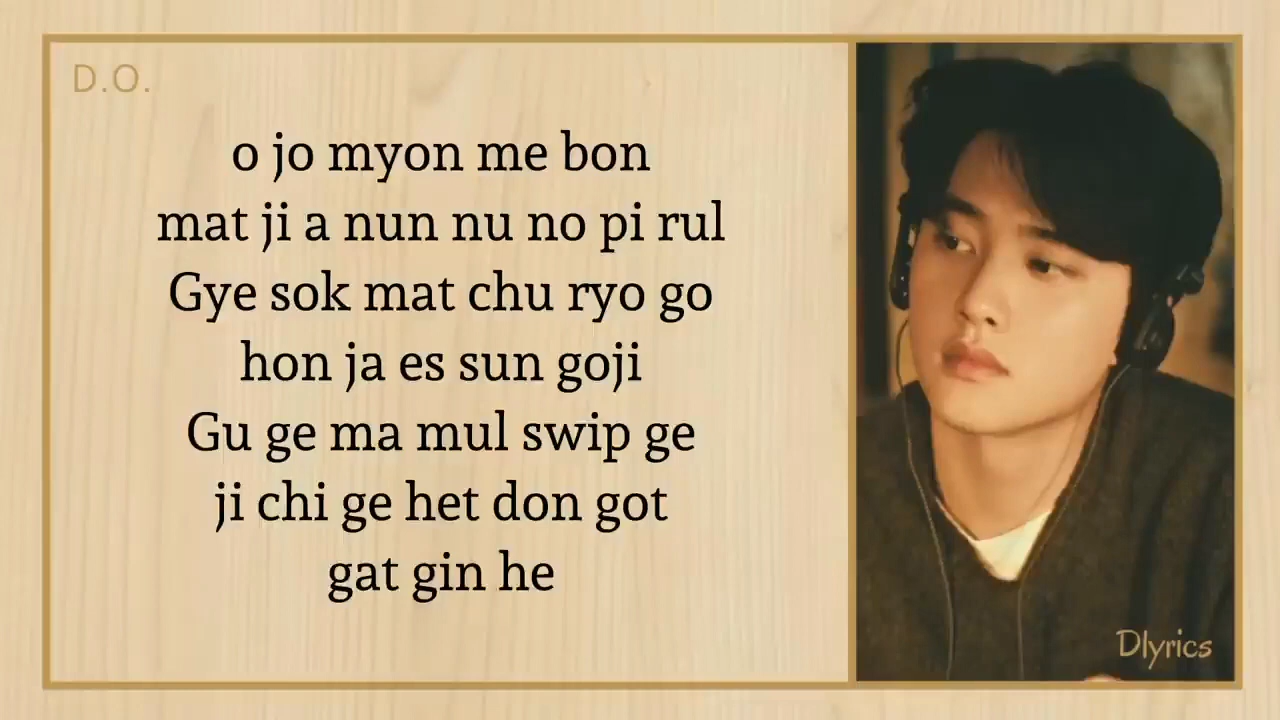 D.O.
o jo myon me bon
mat ji a nun nu no pi rul
Gye sok mat chu ryo go
hon ja es sun goji
Gu ge ma mul swip ge
ji chi ge het don got
gat gin he
Dlyrics